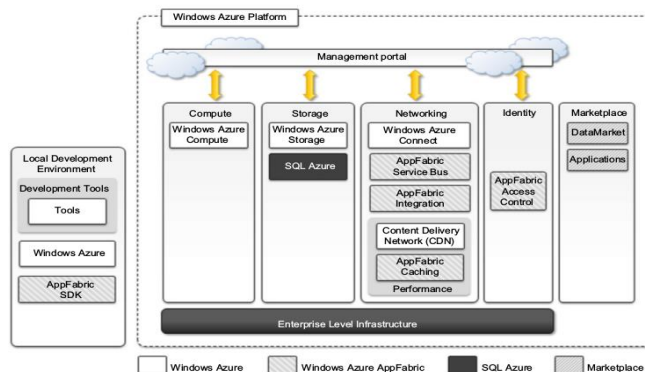 Windows Azure Platform
Management portal
Compute
Windows Azure
Compute
Storage
Windows Azure
Storage
SQL Azure
Networking
Windows Azure
Connect
AppFabric
Service Bus
AppFabric
Integration
Content Delivery
Network (CDN)
AppFabric
Caching
Performance
Identity
AppFabric
Access
Control
Marketplace
DataMarket
Applications
Local Development
Environment
Development Tools
Tools
Windows Azure
AppFabric
SDK
Enterprise Level Infrastructure
Windows Azure
Windows Azure AppFabric
SQL Azure
Marketplace